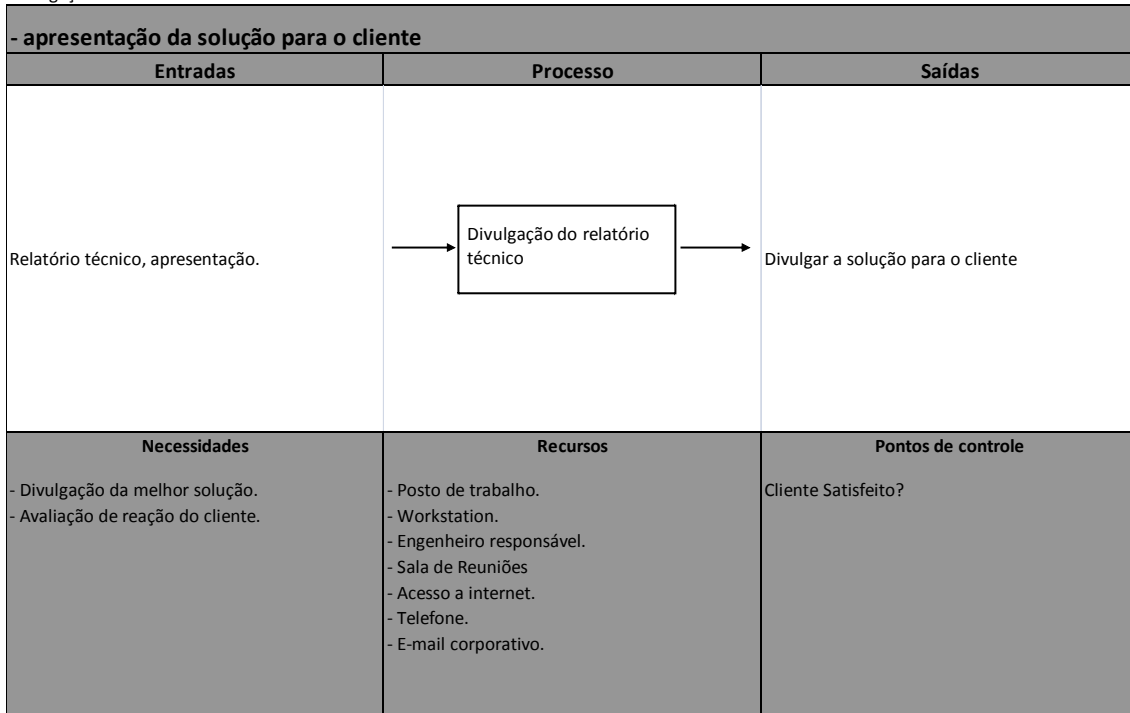 - apresentação da solução para o cliente
Entradas
Processo
Saídas
Relatório técnico, apresentação.
Divulgação do relatório
técnico
Divulgar a solução para o cliente
Necessidades
- Divulgação da melhor solução.
- Avaliação de reação do cliente.
Recursos
- Posto de trabalho.
- Workstation.
- Engenheiro responsável.
- Sala de Reuniões
- Acesso a internet.
- Telefone.
- E-mail corporativo.
Pontos de controle
Cliente Satisfeito?